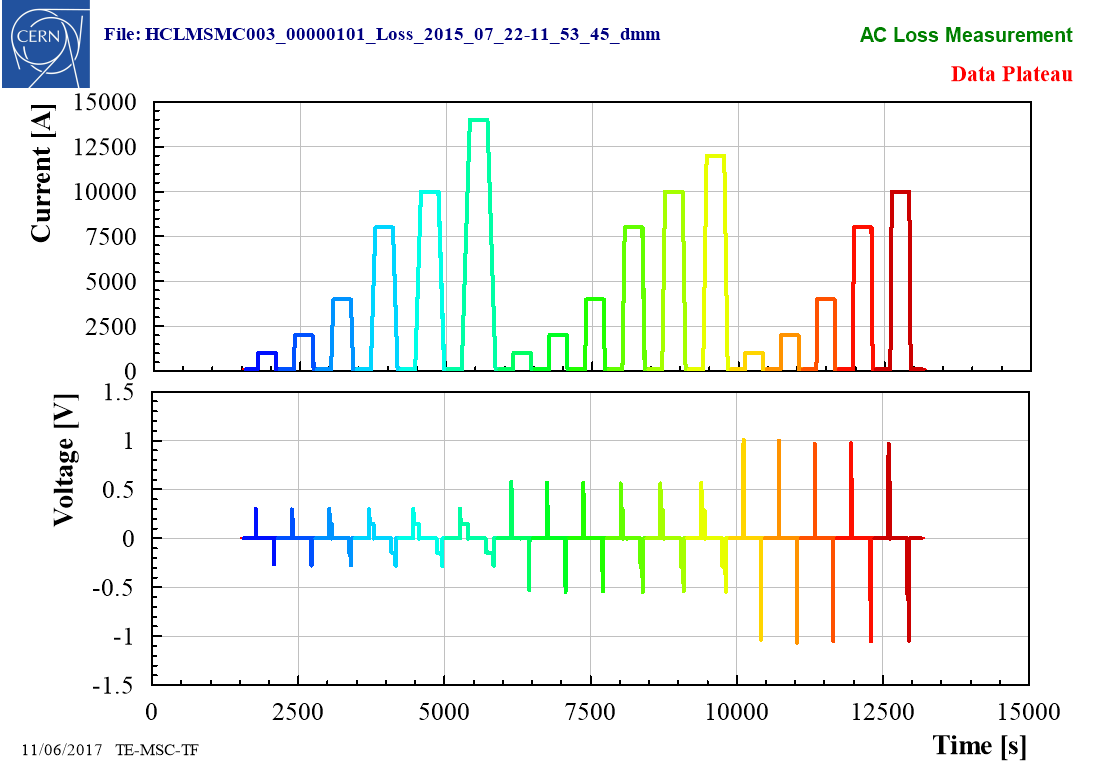 CERN
File: HCLMSMC003_00000101_Loss_2015_07_22-11_53_45_dmm
AC Loss Measurement
Data Plateau
Current [A]
15000
12500
10000
7500
5000
2500
0
Voltage [V]
1.5
1
0.5
0
-0.5
-1
-1.5
0 2500 5000 7500 10000 12500 15000
Time [s]
11/06/2017 TE-MSC-TF